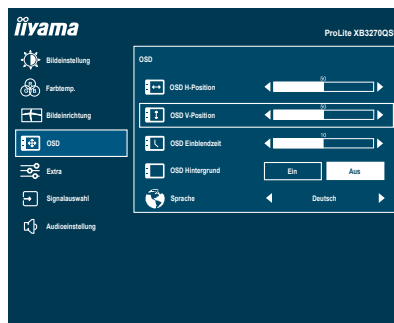 iiyama
ProLite XB3270QS
Bildeinstellung
Farbtemp.
Bildeinrichtung
OSD
Extra
Signalauswahl
Audioeinstellung
OSD
OSD H-Position
50
OSD V-Position
50
OSD Einblendzeit
10
OSD Hintergrund
Ein
Aus
Sprache
Deutsch